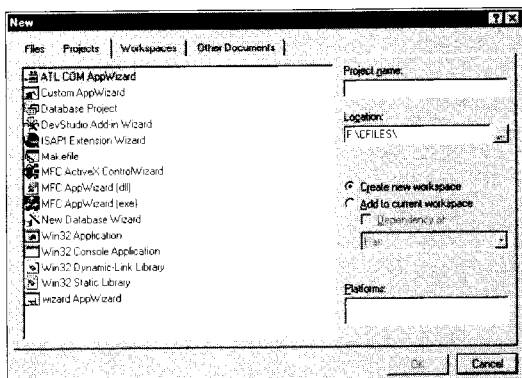 New
Files Projects Workspaces Other Documents
ATL COM AppWizard
Custom AppWizard
Database Project
DevStudio Add-in Wizard
ISAPI Extension Wizard
Makefile
MFC ActiveX ControlWizard
MFC AppWizard (dll)
MFC AppWizard (exe)
New Database Wizard
Win32 Application
Win32 Console Application
Win32 Dynamic-Link Library
Win32 Static Library
wizard AppWizard
Project name:
Location:
F:\CFILES\
...
Create new workspace
Add to current workspace
Dependency of
Platforms:
OK Cancel